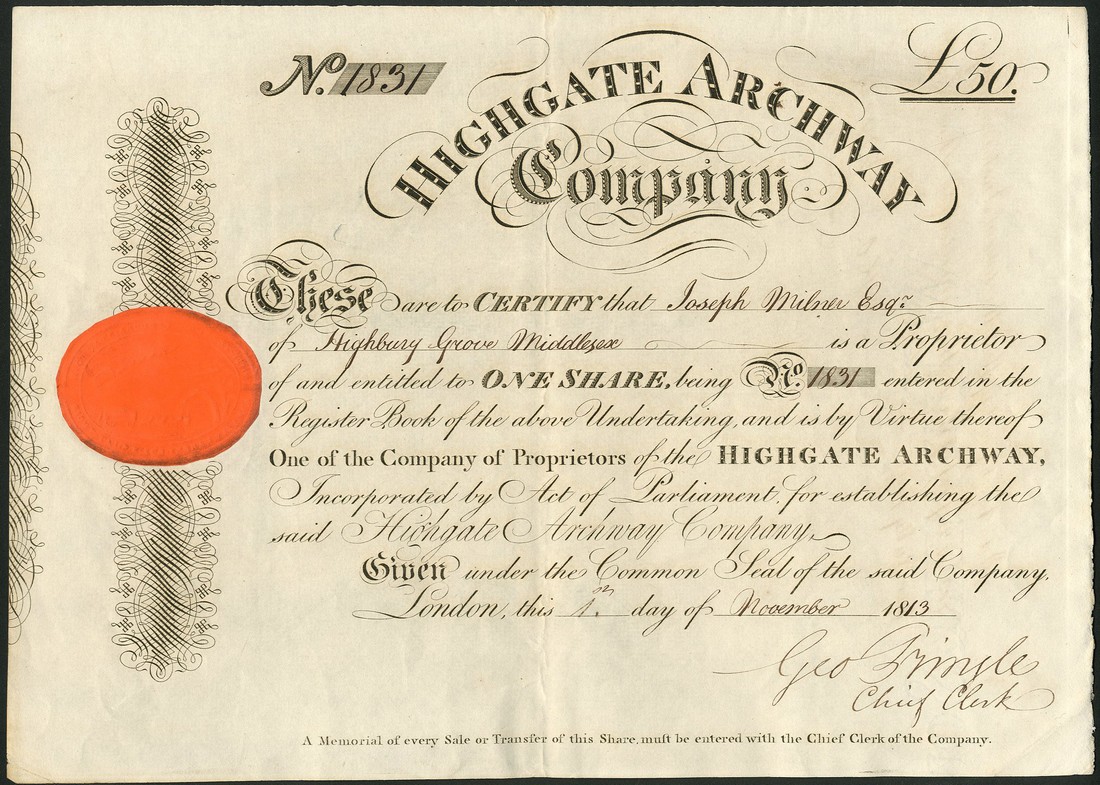 No. 1831
£50.
HIGHGATE ARCHWAY
Company
These are to CERTIFY that Joseph Milner Esqr
of Highbury Grove Middlesex is a Proprietor
of and entitled to ONE SHARE, being No. 1831 entered in the
Register Book of the above Undertaking, and is by Virtue thereof
One of the Company of Proprietors of the HIGHGATE ARCHWAY,
Incorporated by Act of Parliament, for establishing the
said Highgate Archway Company.
Given under the Common Seal of the said Company.
London, this 1st day of November 1813
Geo Pringle
Chief Clerk
A Memorial of every Sale or Transfer of this Share, muſt be entered with the Chief Clerk of the Company.